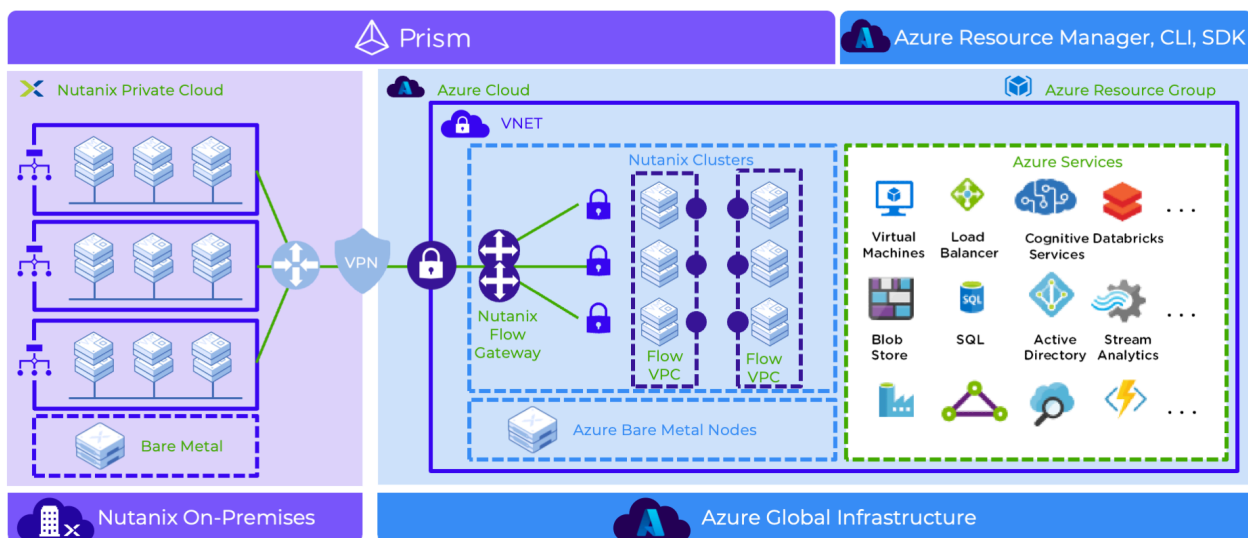 Prism
Azure Resource Manager, CLI, SDK
Nutanix Private Cloud
Azure Cloud
Azure Resource Group
VNET
Nutanix Clusters
Azure Services
VPN
Nutanix
Flow
Gateway
Flow
VPC
Flow
VPC
Virtual
Machines
Load
Balancer
Cognitive
Services
Databricks
...
Blob
Store
SQL
SQL
Active
Directory
Stream
Analytics
...
...
Bare Metal
Azure Bare Metal Nodes
Nutanix On-Premises
Azure Global Infrastructure